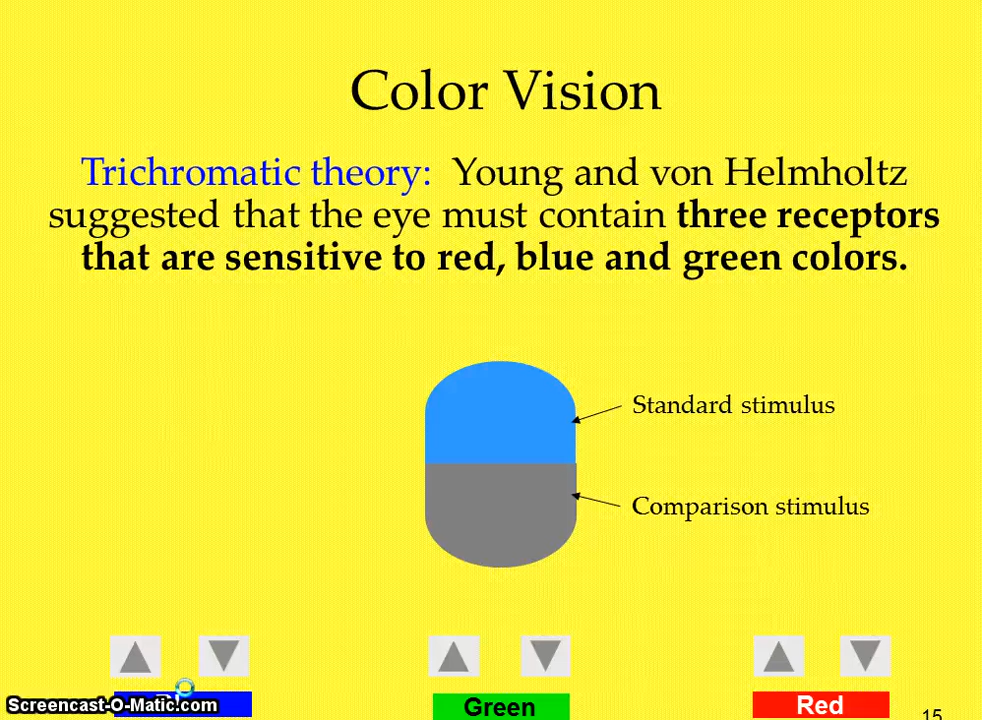 Color Vision
Trichromatic theory: Young and von Helmholtz
suggested that the eye must contain three receptors
that are sensitive to red, blue and green colors.
Standard stimulus
Comparison stimulus
Screencast-O-Matic.com
Green
Red
15